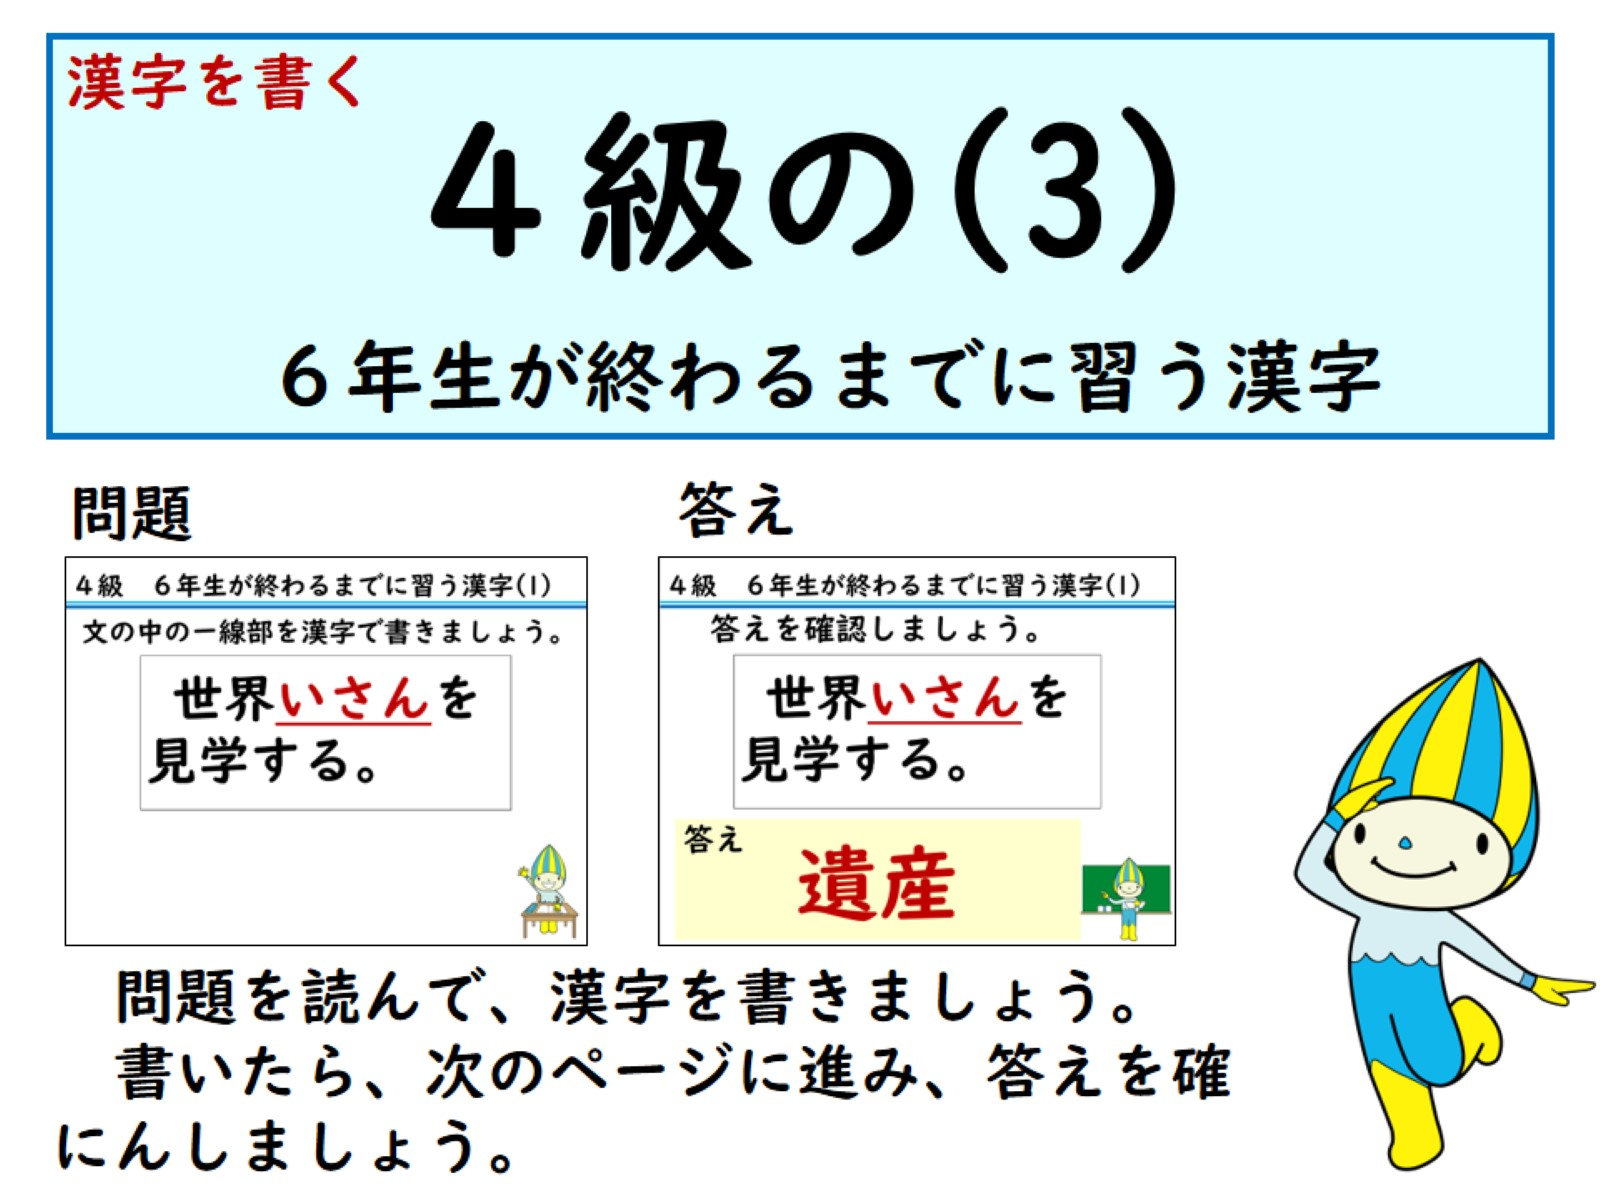 漢字を書く
４級の(3)
６年生が終わるまでに習う漢字
問題
４級　６年生が終わるまでに習う漢字(1)
文の中の一線部を漢字で書きましょう。
世界いさんを
見学する。
答え
４級　６年生が終わるまでに習う漢字(1)
答えを確認しましょう。
世界いさんを
見学する。
答え
遺産
問題を読んで、漢字を書きましょう。
書いたら、次のページに進み、答えを確
にんしましょう。